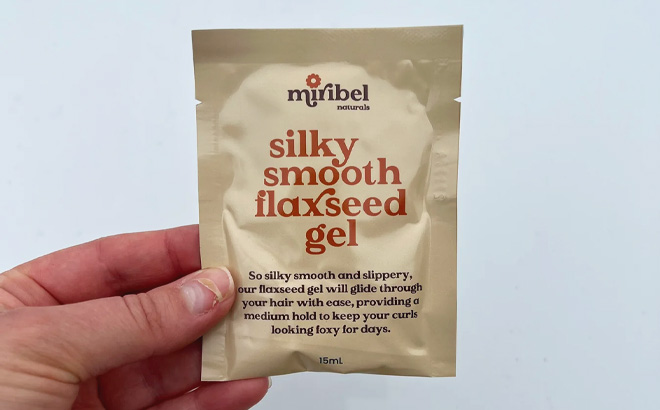 miribel
naturals
silky
smooth
flaxseed
gel
So silky smooth and slippery,
our flaxseed gel will glide through
your hair with ease, providing a
medium hold to keep your curls
looking foxy for days.
15mL